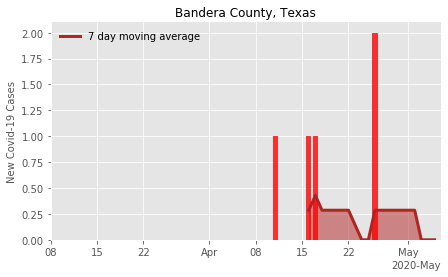 Bandera County, Texas
7 day moving average
New Covid-19 Cases
2.00
1.75
1.50
1.25
1.00
0.75
0.50
0.25
0.00
08 15 22 Apr 08 15 22 May
2020-May